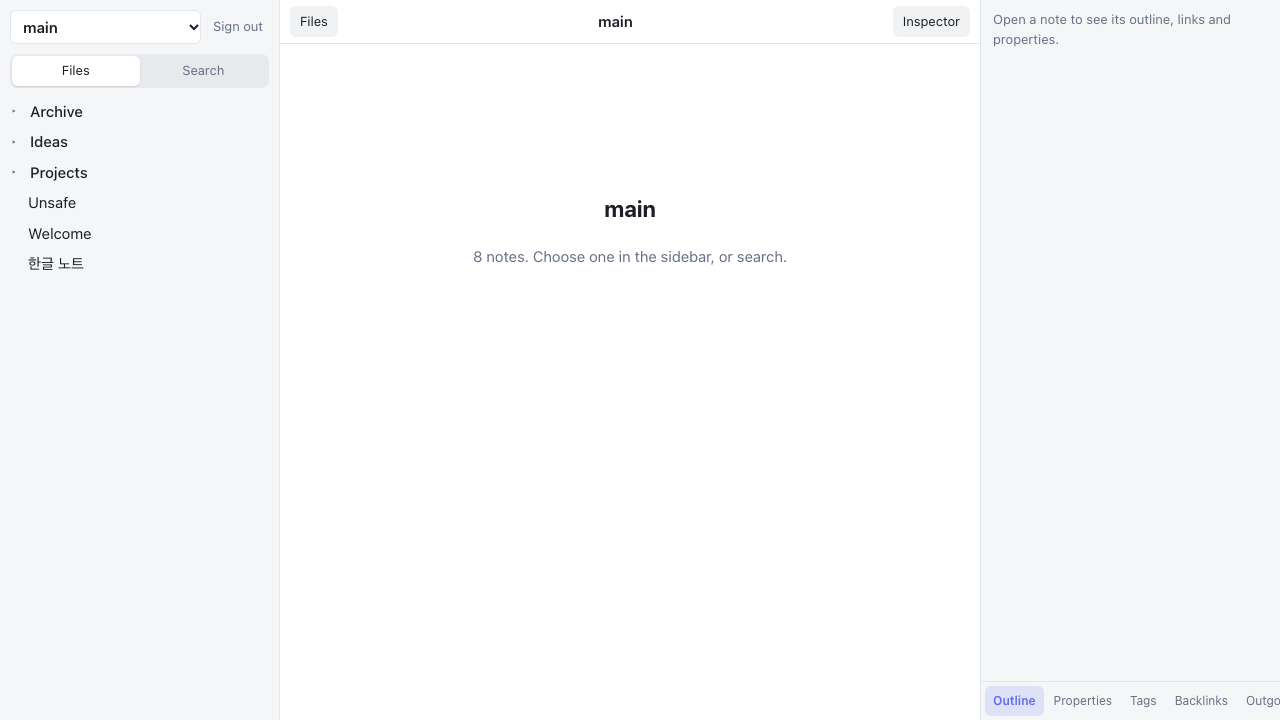 main
Sign out
Files
Search
Archive
Ideas
Projects
Unsafe
Welcome
한글 노트
Files
main
Inspector
main
8 notes. Choose one in the sidebar, or search.
Open a note to see its outline, links and
properties.
Outline
Properties
Tags
Backlinks
Outgo